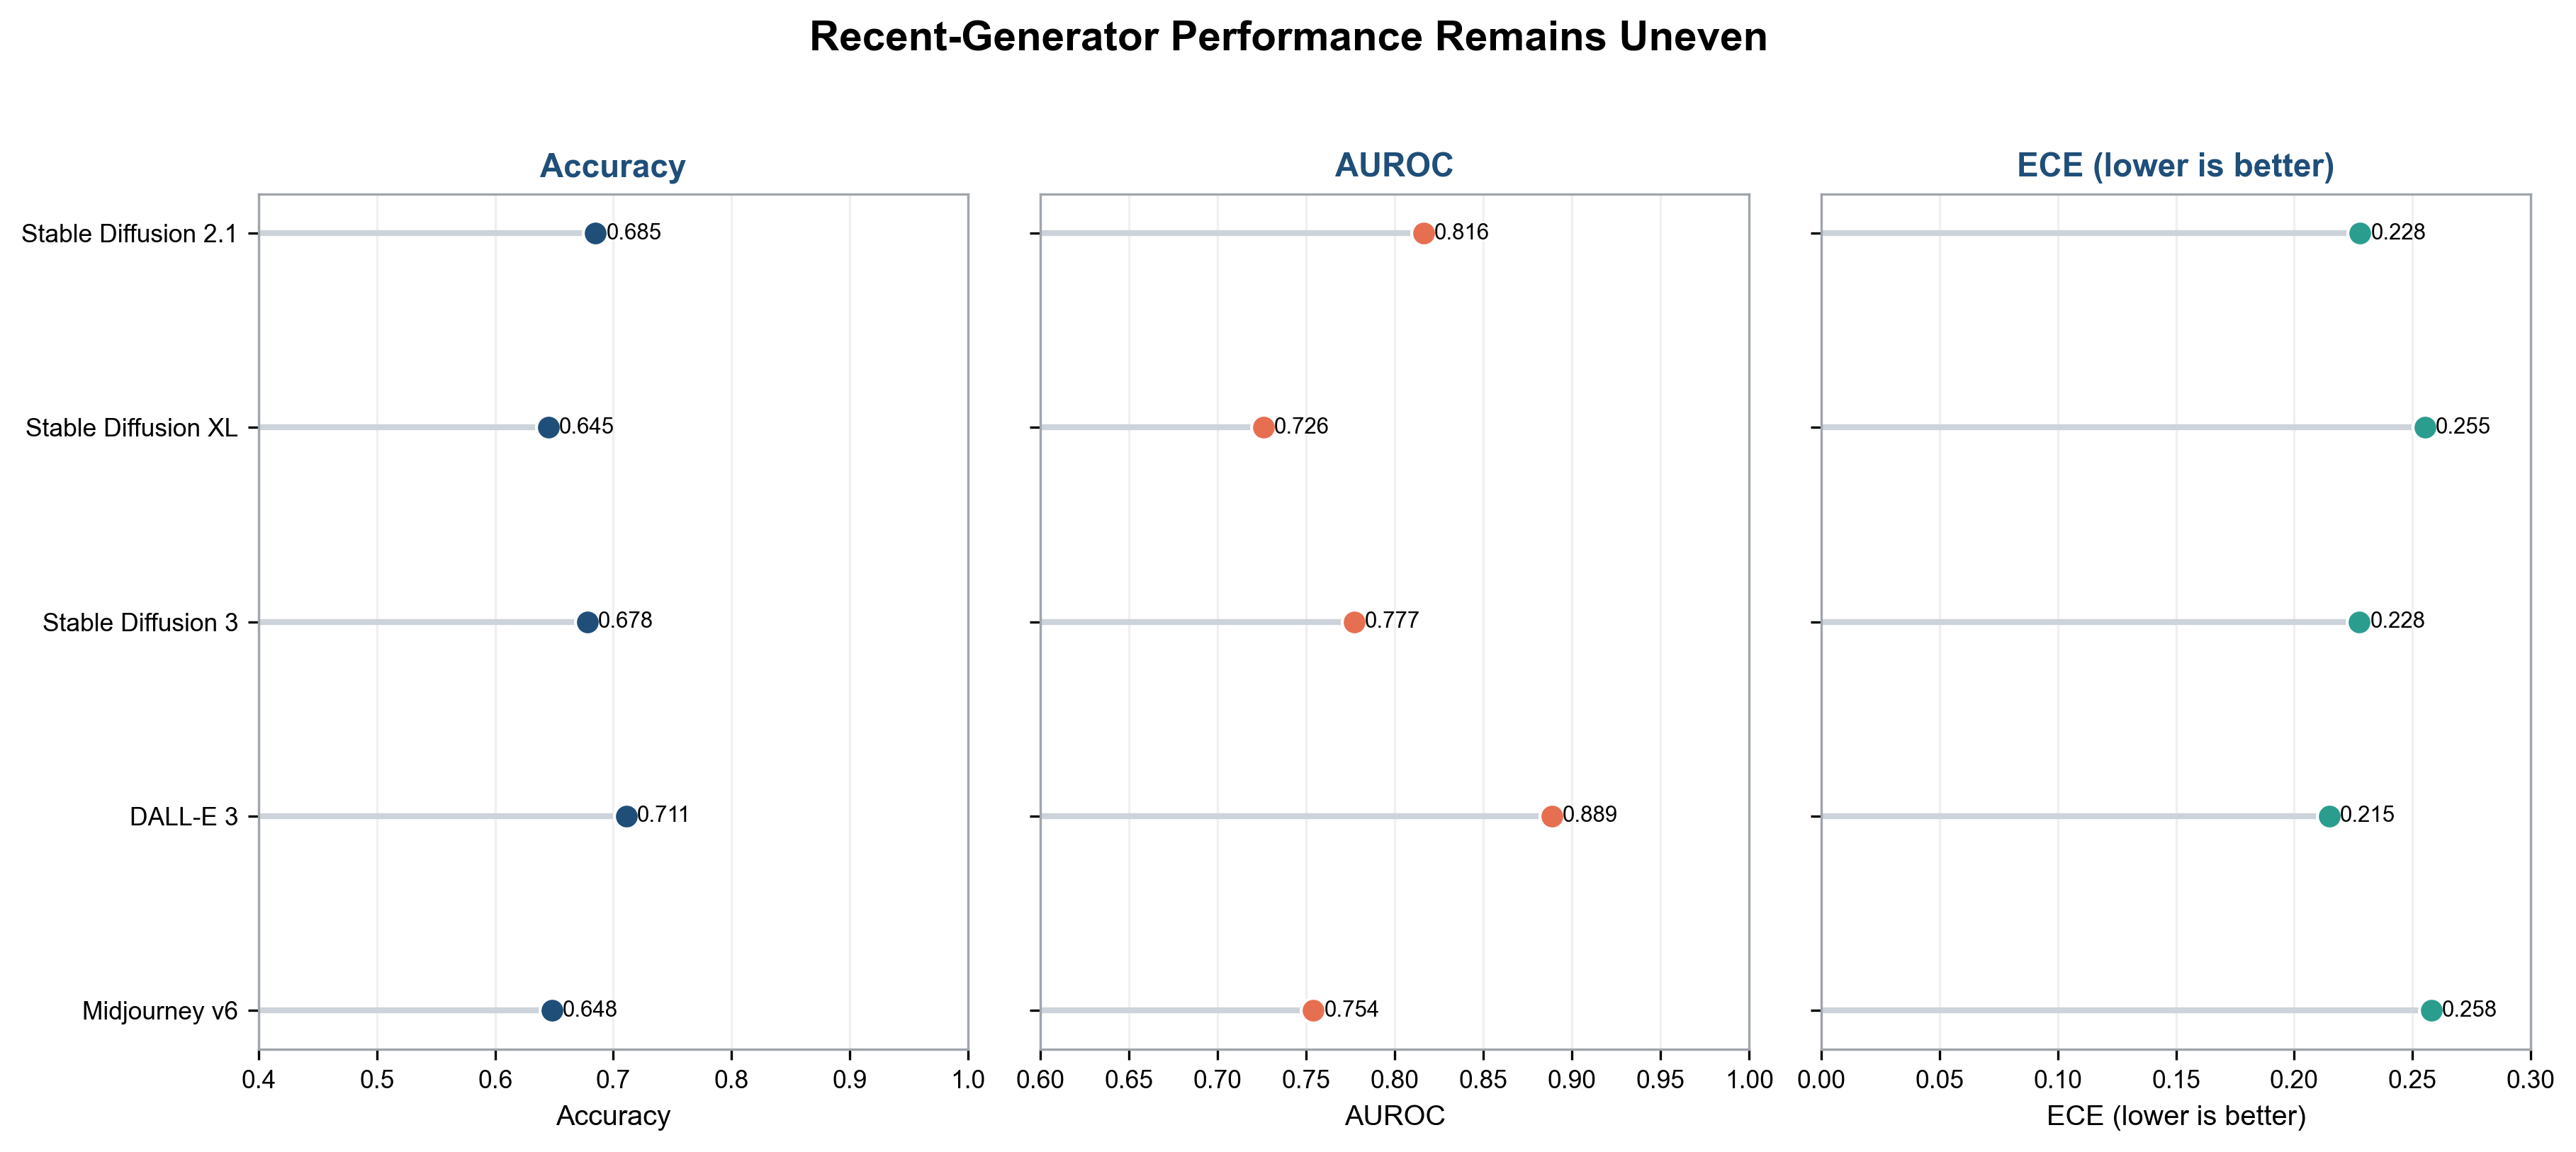 Recent-Generator Performance Remains Uneven
Accuracy
Stable Diffusion 2.1
0.685
Stable Diffusion XL
0.645
Stable Diffusion 3
0.678
DALL-E 3
0.711
Midjourney v6
0.648
0.4 0.5 0.6 0.7 0.8 0.9 1.0
Accuracy
AUROC
0.816
0.726
0.777
0.889
0.754
0.60 0.65 0.70 0.75 0.80 0.85 0.90 0.95 1.00
AUROC
ECE (lower is better)
0.228
0.255
0.228
0.215
0.258
0.00 0.05 0.10 0.15 0.20 0.25 0.30
ECE (lower is better)